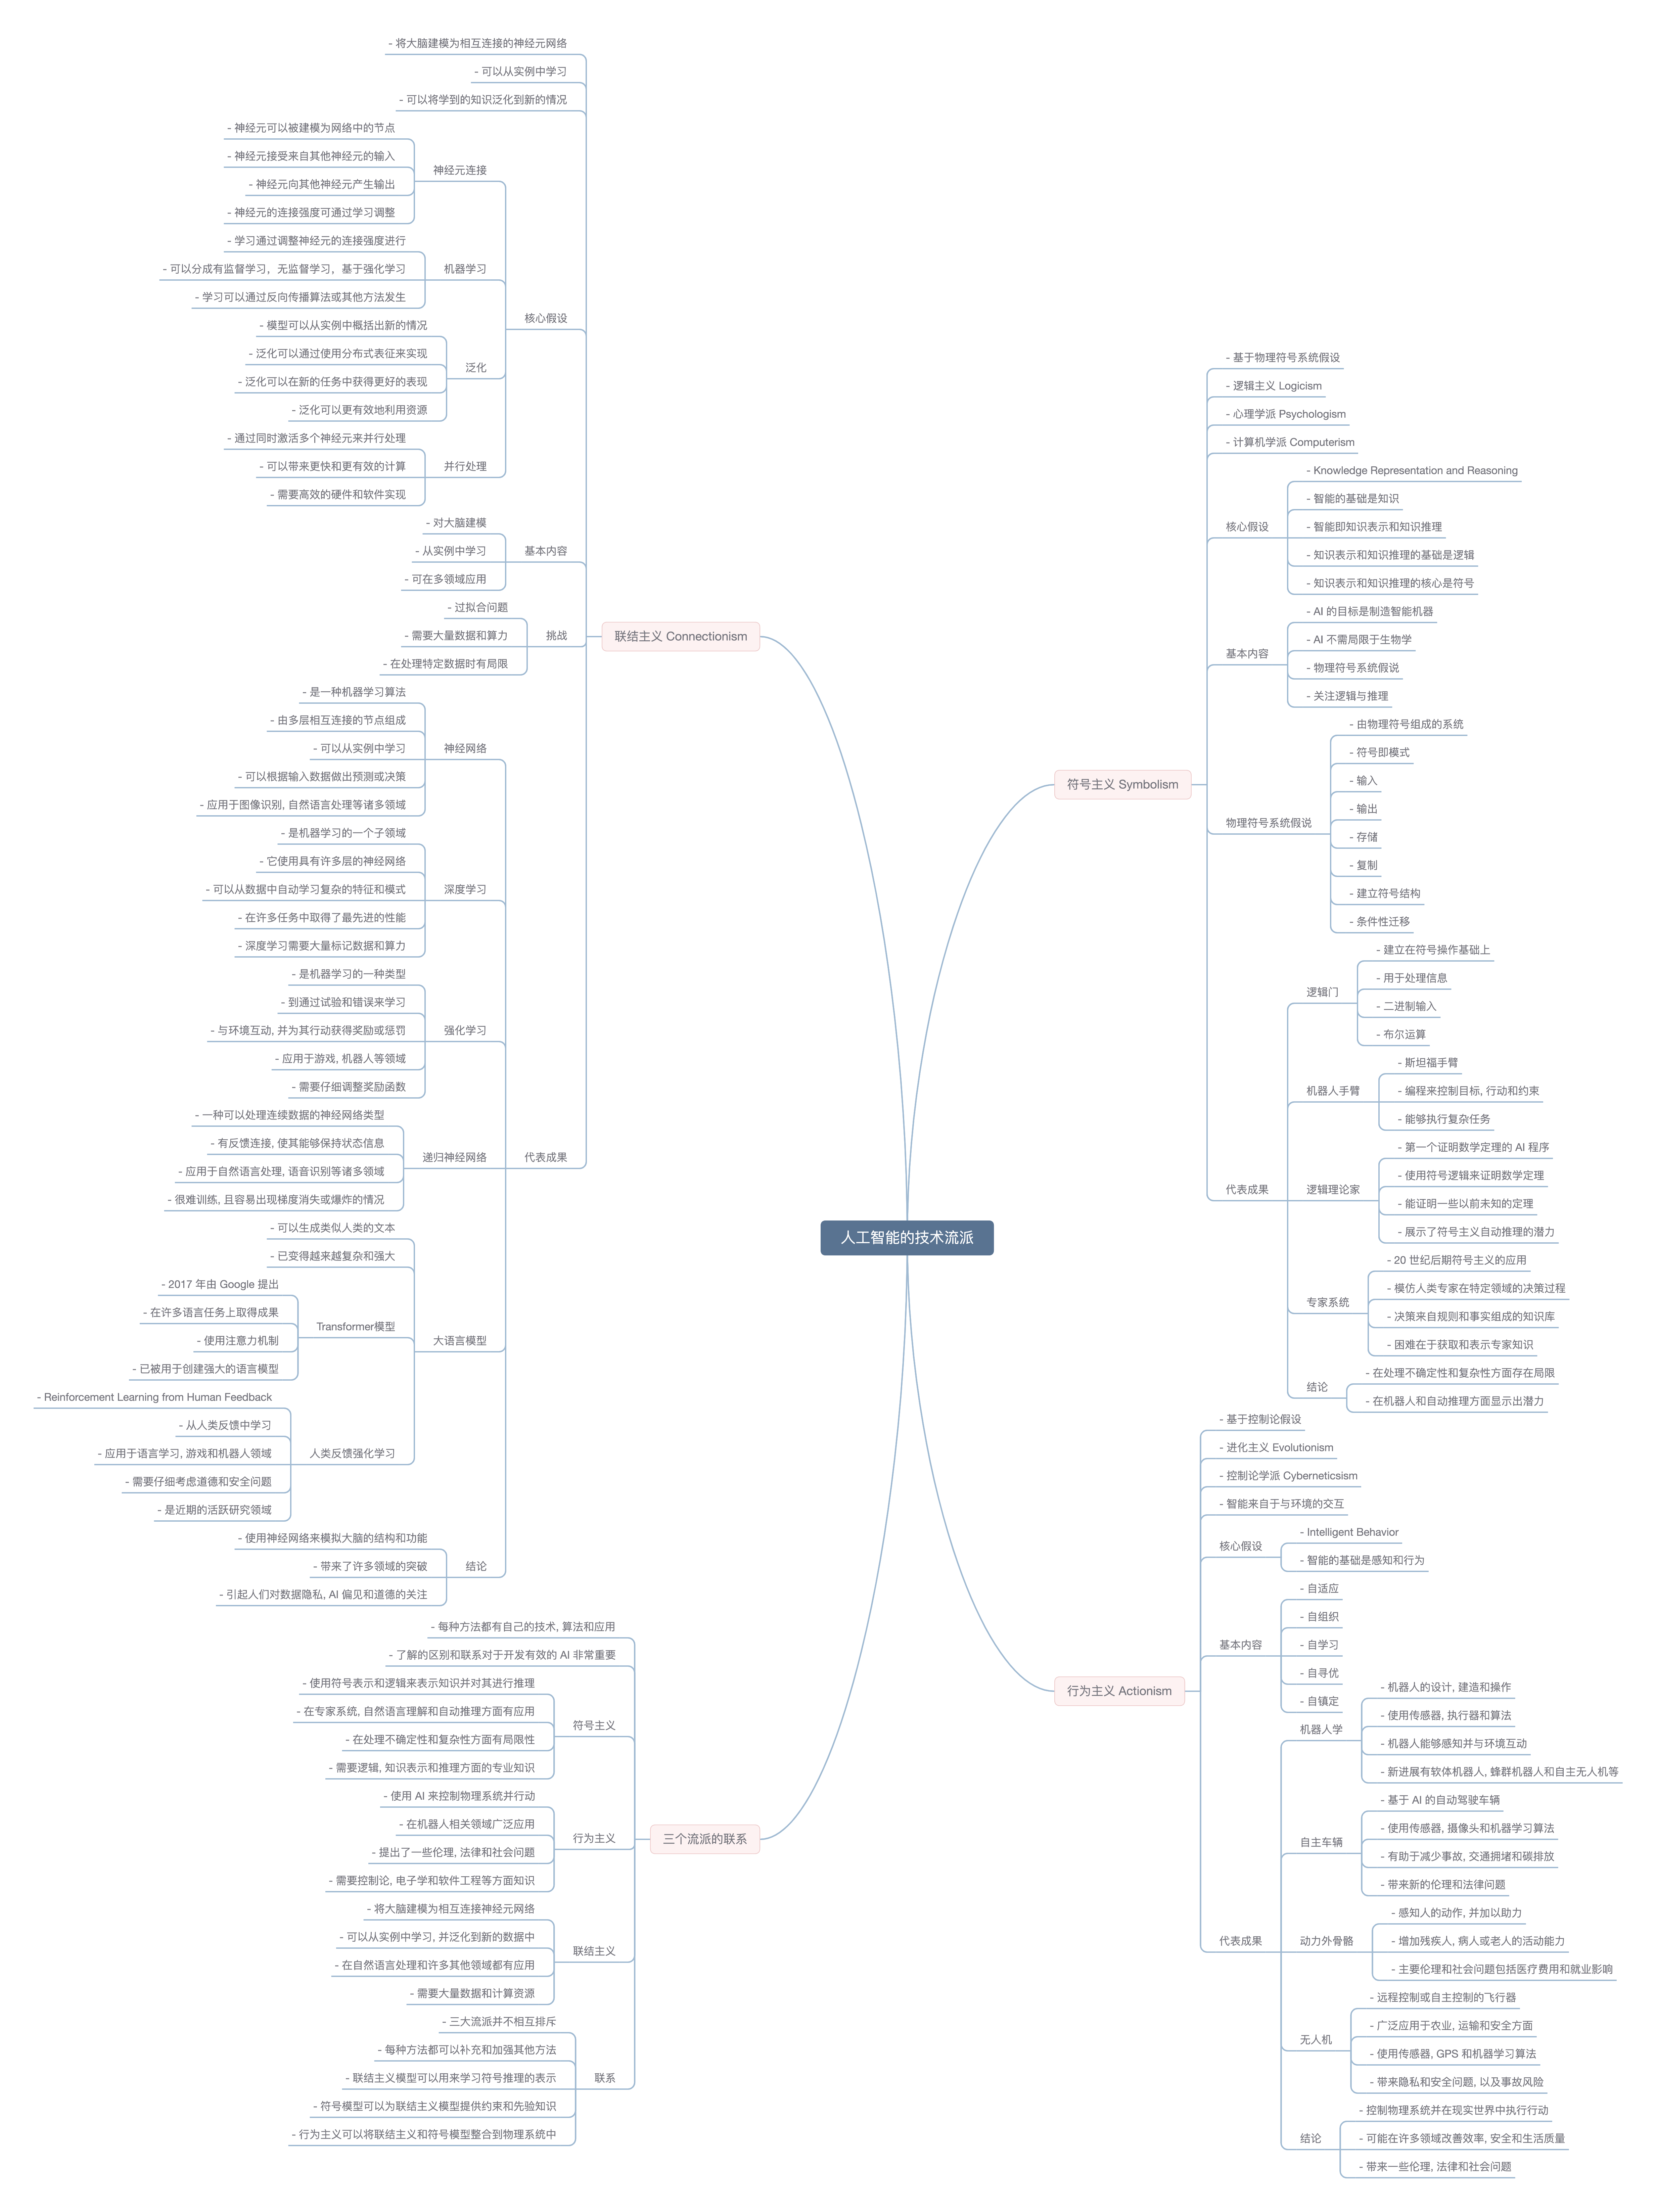 人工智能的技术流派
符号主义 Symbolism
- 基于物理符号系统假设
- 逻辑主义 Logicism
- 心理学派 Psychologism
- 计算机学派 Computerism
核心假设
- Knowledge Representation and Reasoning
- 智能的基础是知识
- 智能即知识表示和知识推理
- 知识表示和知识推理的基础是逻辑
- 知识表示和知识推理的核心是符号
基本内容
- AI 的目标是制造智能机器
- AI 不需局限于生物学
- 物理符号系统假说
- 关注逻辑与推理
物理符号系统假说
- 由物理符号组成的系统
- 符号即模式
- 输入
- 输出
- 存储
- 复制
- 建立符号结构
- 条件性迁移
代表成果
逻辑门
- 建立在符号操作基础上
- 用于处理信息
- 二进制输入
- 布尔运算
机器人手臂
- 斯坦福手臂
- 编程来控制目标, 行动和约束
- 能够执行复杂任务
逻辑理论家
- 第一个证明数学定理的 AI 程序
- 使用符号逻辑来证明数学定理
- 能证明一些以前未知的定理
- 展示了符号主义自动推理的潜力
专家系统
- 20 世纪后期符号主义的应用
- 模仿人类专家在特定领域的决策过程
- 决策来自规则和事实组成的知识库
- 困难在于获取和表示专家知识
结论
- 在处理不确定性和复杂性方面存在局限
- 在机器人和自动推理方面显示出潜力
行为主义 Actionism
- 基于控制论假设
- 进化主义 Evolutionism
- 控制论学派 Cyberneticsism
- 智能来自于与环境的交互
核心假设
- Intelligent Behavior
- 智能的基础是感知和行为
基本内容
- 自适应
- 自组织
- 自学习
- 自寻优
- 自镇定
代表成果
机器人学
- 机器人的设计, 建造和操作
- 使用传感器, 执行器和算法
- 机器人能够感知并与环境互动
- 新进展有软体机器人, 蜂群机器人和自主无人机等
自主车辆
- 基于 AI 的自动驾驶车辆
- 使用传感器, 摄像头和机器学习算法
- 有助于减少事故, 交通拥堵和碳排放
- 带来新的伦理和法律问题
动力外骨骼
- 感知人的动作, 并加以助力
- 增加残疾人, 病人或老人的活动能力
- 主要伦理和社会问题包括医疗费用和就业影响
无人机
- 远程控制或自主控制的飞行器
- 广泛应用于农业, 运输和安全方面
- 使用传感器, GPS 和机器学习算法
- 带来隐私和安全问题, 以及事故风险
结论
- 控制物理系统并在现实世界中执行行动
- 可能在许多领域改善效率, 安全和生活质量
- 带来一些伦理, 法律和社会问题
联结主义 Connectionism
- 将大脑建模为相互连接的神经元网络
- 可以从实例中学习
- 可以将学到的知识泛化到新的情况
核心假设
神经元连接
- 神经元可以被建模为网络中的节点
- 神经元接受来自其他神经元的输入
- 神经元向其他神经元产生输出
- 神经元的连接强度可通过学习调整
机器学习
- 学习通过调整神经元的连接强度进行
- 可以分成有监督学习，无监督学习，基于强化学习
- 学习可以通过反向传播算法或其他方法发生
泛化
- 模型可以从实例中概括出新的情况
- 泛化可以通过使用分布式表征来实现
- 泛化可以在新的任务中获得更好的表现
- 泛化可以更有效地利用资源
并行处理
- 通过同时激活多个神经元来并行处理
- 可以带来更快和更有效的计算
- 需要高效的硬件和软件实现
基本内容
- 对大脑建模
- 从实例中学习
- 可在多领域应用
挑战
- 过拟合问题
- 需要大量数据和算力
- 在处理特定数据时有局限
代表成果
神经网络
- 是一种机器学习算法
- 由多层相互连接的节点组成
- 可以从实例中学习
- 可以根据输入数据做出预测或决策
- 应用于图像识别, 自然语言处理等诸多领域
深度学习
- 是机器学习的一个子领域
- 它使用具有许多层的神经网络
- 可以从数据中自动学习复杂的特征和模式
- 在许多任务中取得了最先进的性能
- 深度学习需要大量标记数据和算力
强化学习
- 是机器学习的一种类型
- 到通过试验和错误来学习
- 与环境互动, 并为其行动获得奖励或惩罚
- 应用于游戏, 机器人等领域
- 需要仔细调整奖励函数
递归神经网络
- 一种可以处理连续数据的神经网络类型
- 有反馈连接, 使其能够保持状态信息
- 应用于自然语言处理, 语音识别等诸多领域
- 很难训练, 且容易出现梯度消失或爆炸的情况
大语言模型
- 可以生成类似人类的文本
- 已变得越来越复杂和强大
Transformer模型
- 2017 年由 Google 提出
- 在许多语言任务上取得成果
- 使用注意力机制
- 已被用于创建强大的语言模型
人类反馈强化学习
- Reinforcement Learning from Human Feedback
- 从人类反馈中学习
- 应用于语言学习, 游戏和机器人领域
- 需要仔细考虑道德和安全问题
- 是近期的活跃研究领域
结论
- 使用神经网络来模拟大脑的结构和功能
- 带来了许多领域的突破
- 引起人们对数据隐私, AI 偏见和道德的关注
三个流派的联系
- 每种方法都有自己的技术, 算法和应用
- 了解的区别和联系对于开发有效的 AI 非常重要
符号主义
- 使用符号表示和逻辑来表示知识并对其进行推理
- 在专家系统, 自然语言理解和自动推理方面有应用
- 在处理不确定性和复杂性方面有局限性
- 需要逻辑, 知识表示和推理方面的专业知识
行为主义
- 使用 AI 来控制物理系统并行动
- 在机器人相关领域广泛应用
- 提出了一些伦理, 法律和社会问题
- 需要控制论, 电子学和软件工程等方面知识
联结主义
- 将大脑建模为相互连接神经元网络
- 可以从实例中学习, 并泛化到新的数据中
- 在自然语言处理和许多其他领域都有应用
- 需要大量数据和计算资源
联系
- 三大流派并不相互排斥
- 每种方法都可以补充和加强其他方法
- 联结主义模型可以用来学习符号推理的表示
- 符号模型可以为联结主义模型提供约束和先验知识
- 行为主义可以将联结主义和符号模型整合到物理系统中